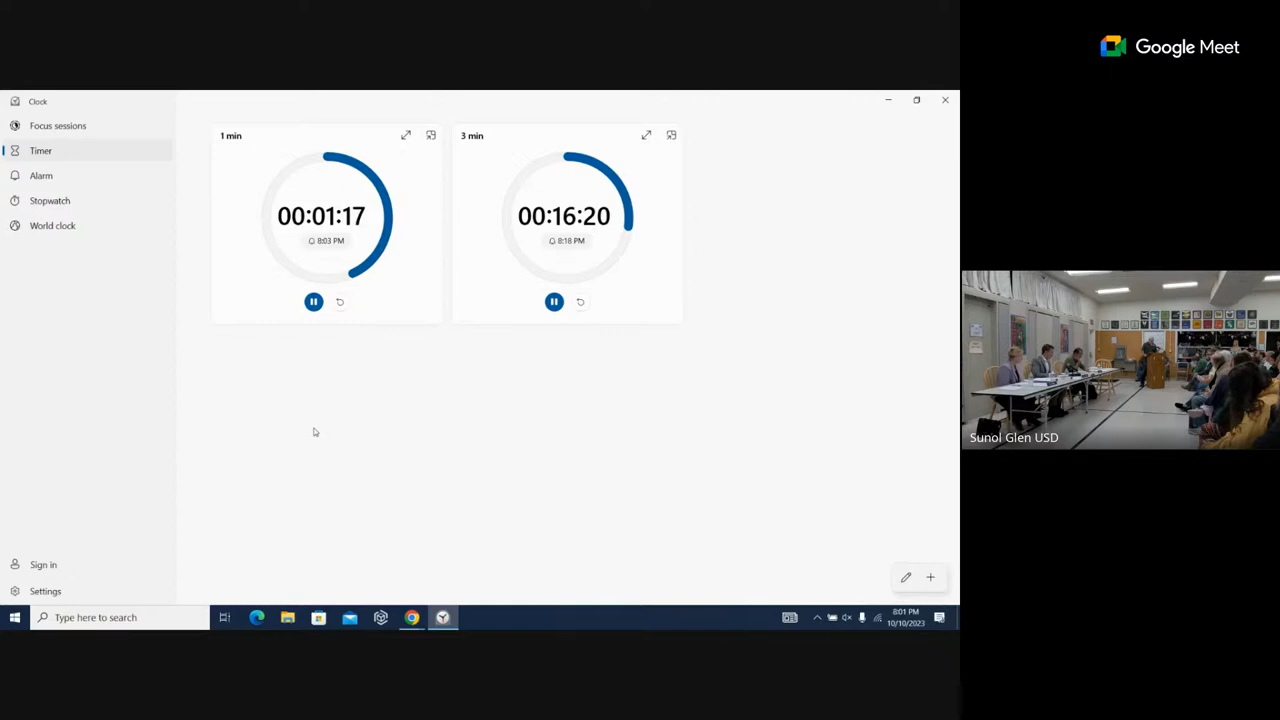 Google Meet
Clock
Focus sessions
Timer
Alarm
Stopwatch
World clock
1 min
00:01:17
8:03 PM
3 min
00:16:20
8:18 PM
Sunol Glen USD
Sign in
Settings
Type here to search
8:01 PM
10/10/2023